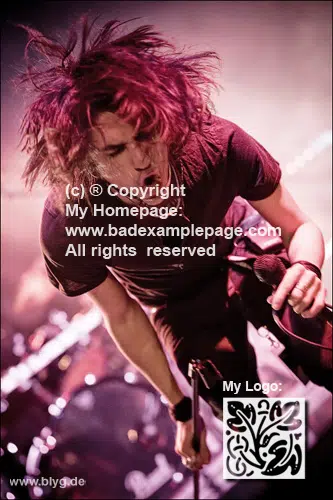 (c) ® Copyright
My Homepage:
www.badexamplepage.com
All rights  reserved
My Logo:
www.blyg.de